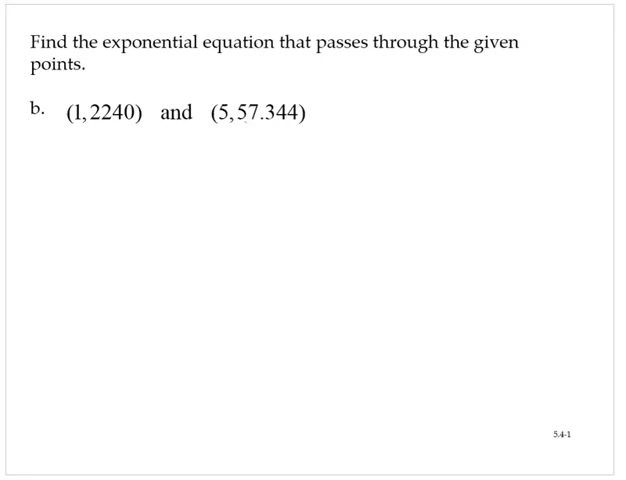 Find the exponential equation that passes through the given
points.
b. (1, 2240) and (5, 57.344)
5.4-1